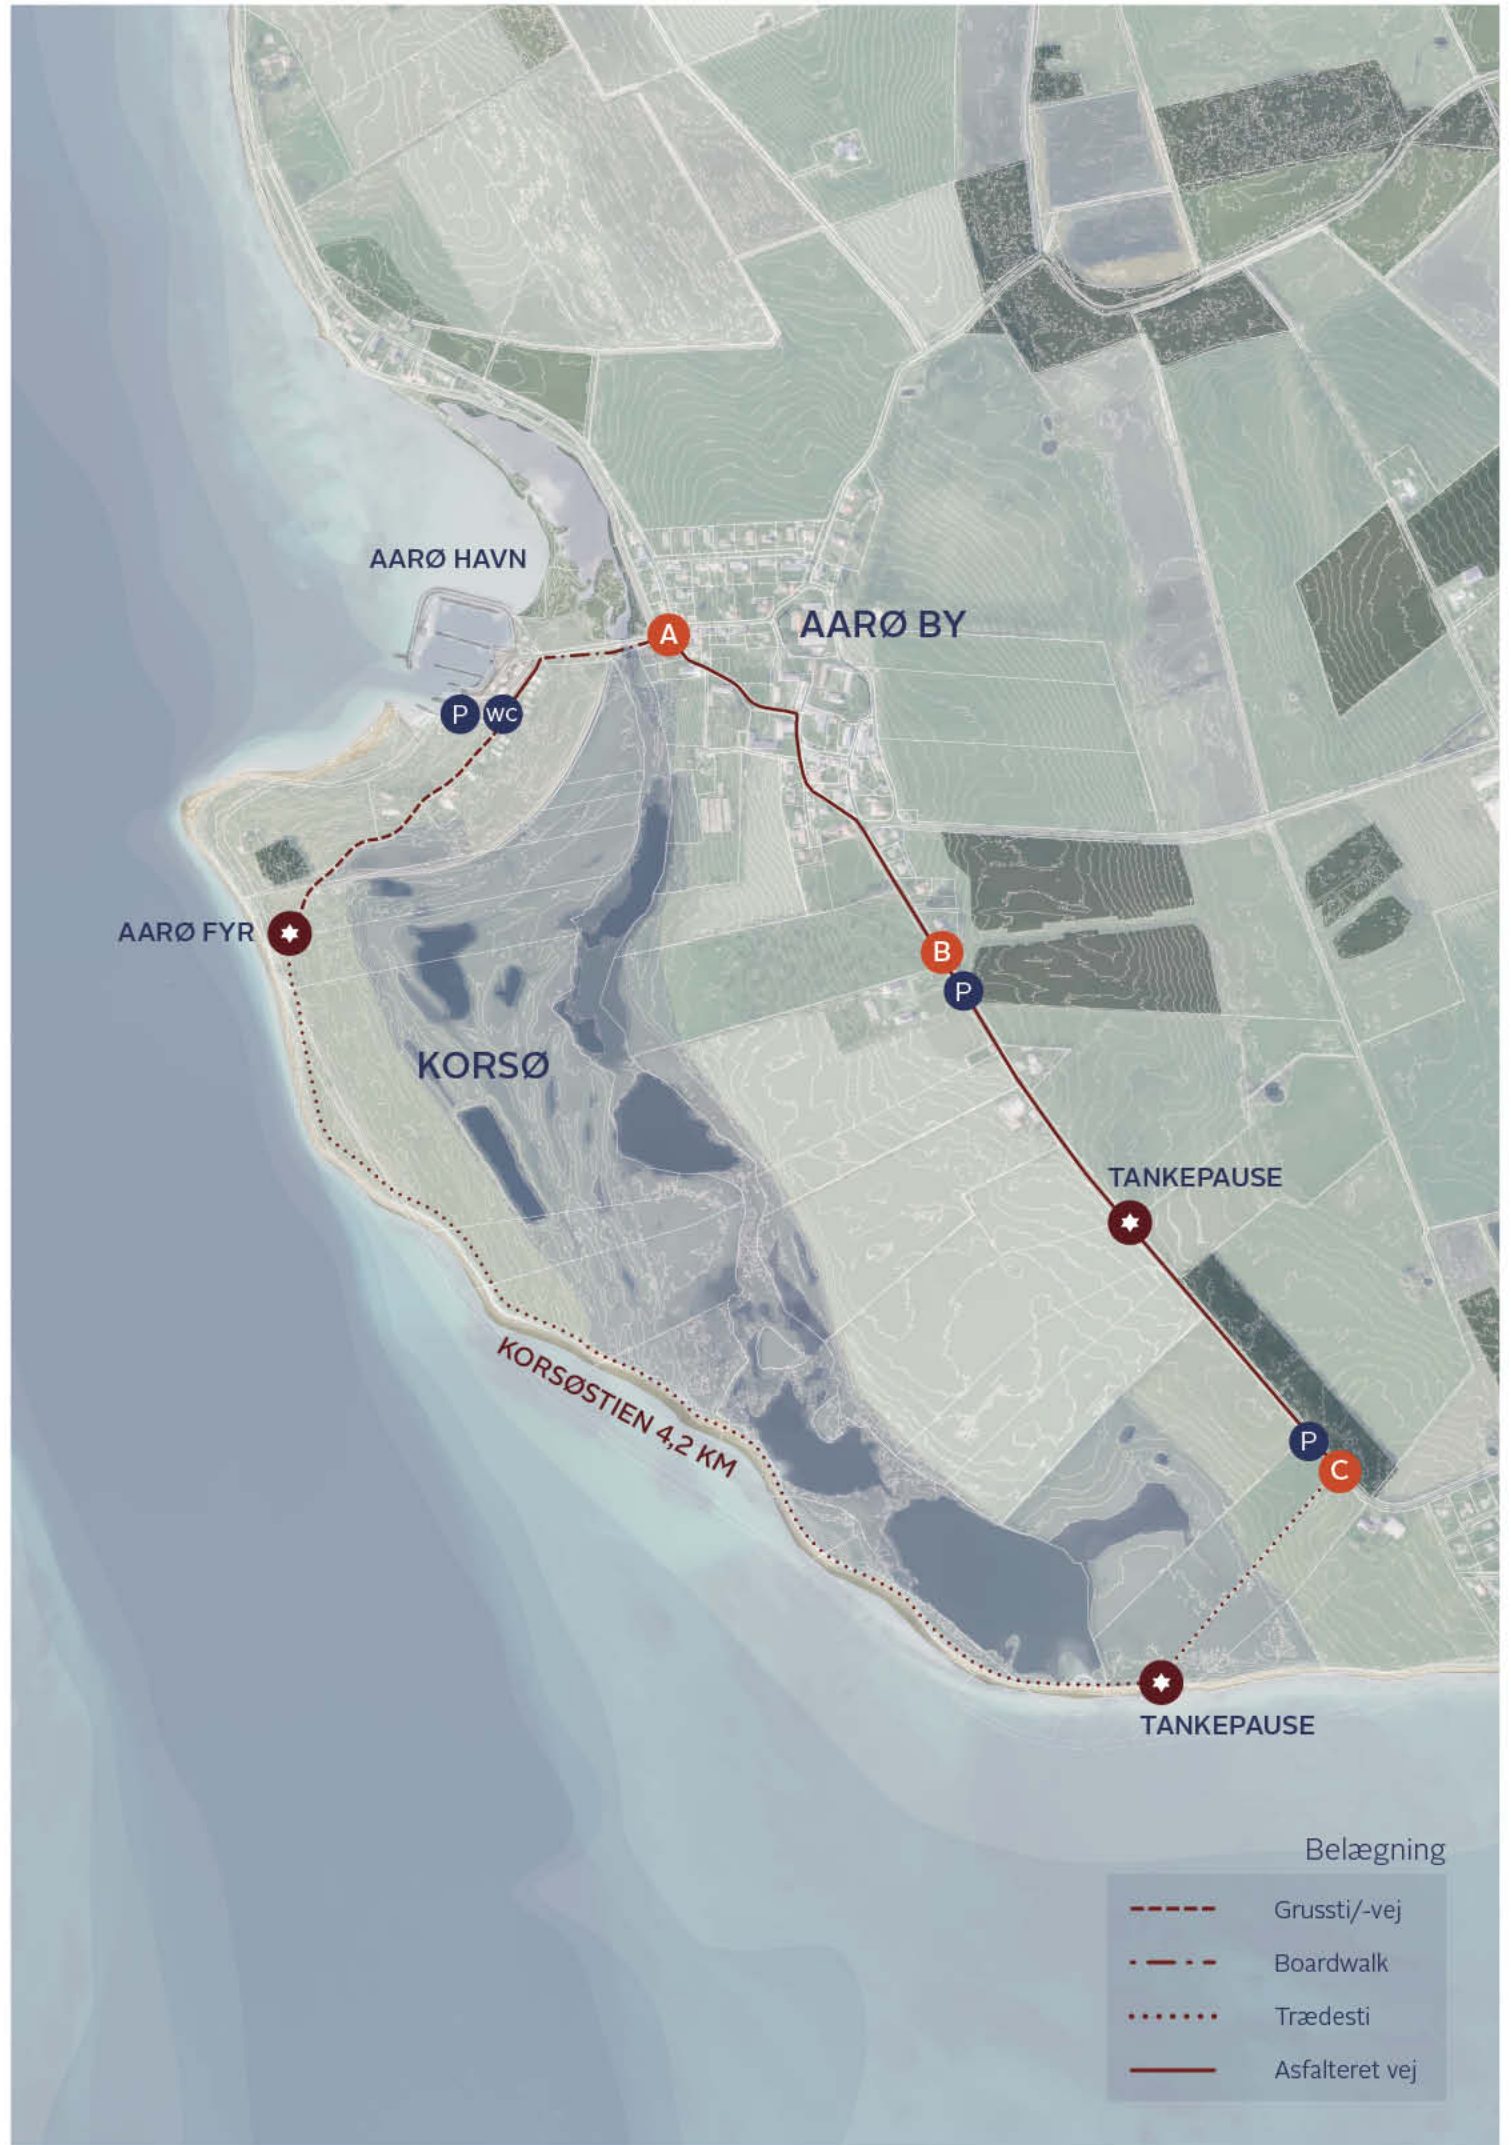 AARØ HAVN
A
AARØ BY
P
WC
AARØ FYR
B
P
KORSØ
TANKEPAUSE
KORSØSTIEN 4,2 KM
P
C
TANKEPAUSE
Belægning
Grussti/-vej
Boardwalk
Trædesti
Asfalteret vej